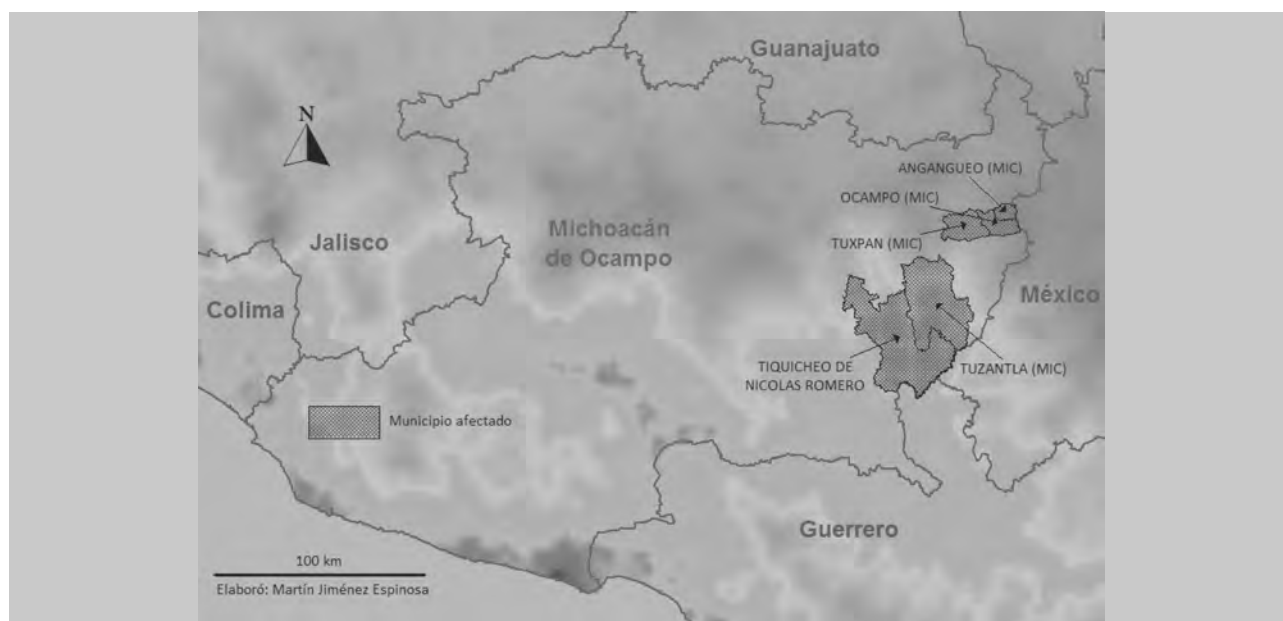 Guanajuato
N
ANGANGUEO (MIC)
OCAMPO (MIC)
Michoacán
de Ocampo
Jalisco
TUXPAN (MIC)
México
Colima
TIQUICHEO DE
NICOLAS ROMERO
TUZANTLA (MIC)
Municipio afectado
Guerrero
100 km
Elaboró: Martín Jiménez Espinosa